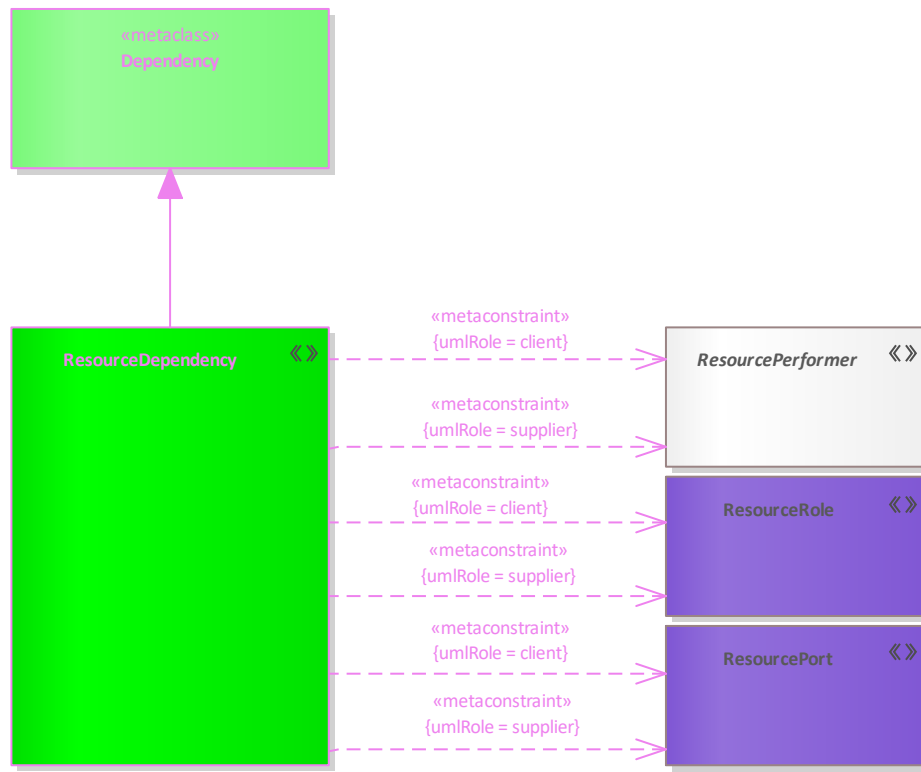 «metaclass»
Dependency
ResourceDependency
«metaconstraint»
{umlRole = client}
ResourcePerformer
«metaconstraint»
{umlRole = supplier}
«metaconstraint»
{umlRole = client}
ResourceRole
«metaconstraint»
{umlRole = supplier}
«metaconstraint»
{umlRole = client}
ResourcePort
«metaconstraint»
{umlRole = supplier}